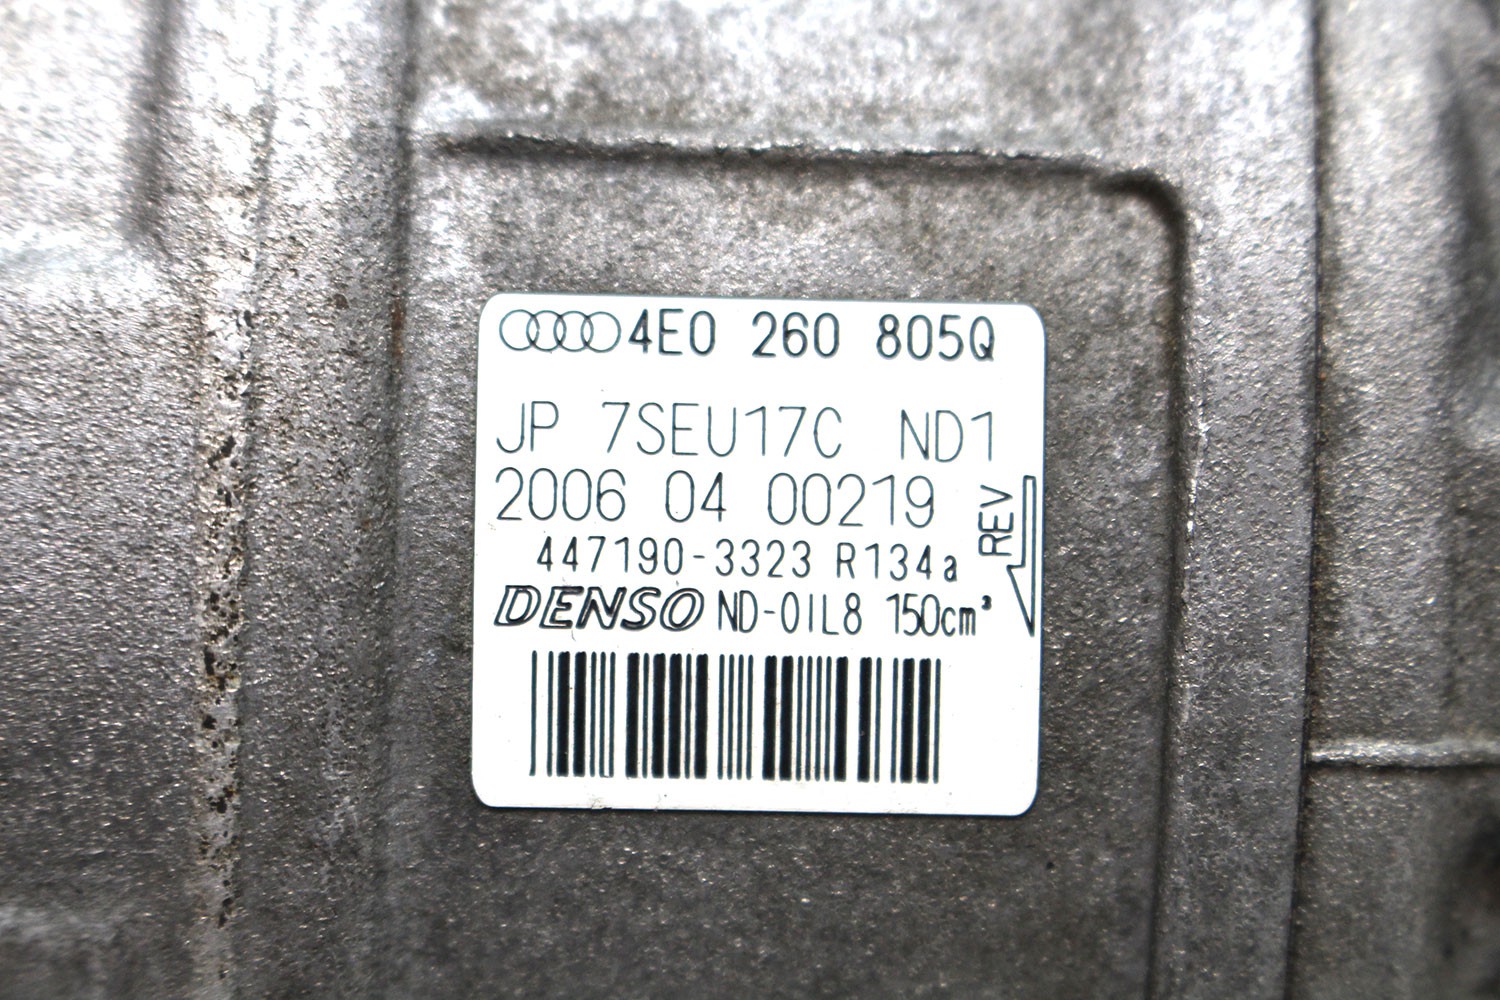 4E0 260 805Q
JP 7SEU17C ND1
2006 04 00219
REV
447190-3323 R134a
DENSO ND-OIL8 150cm³